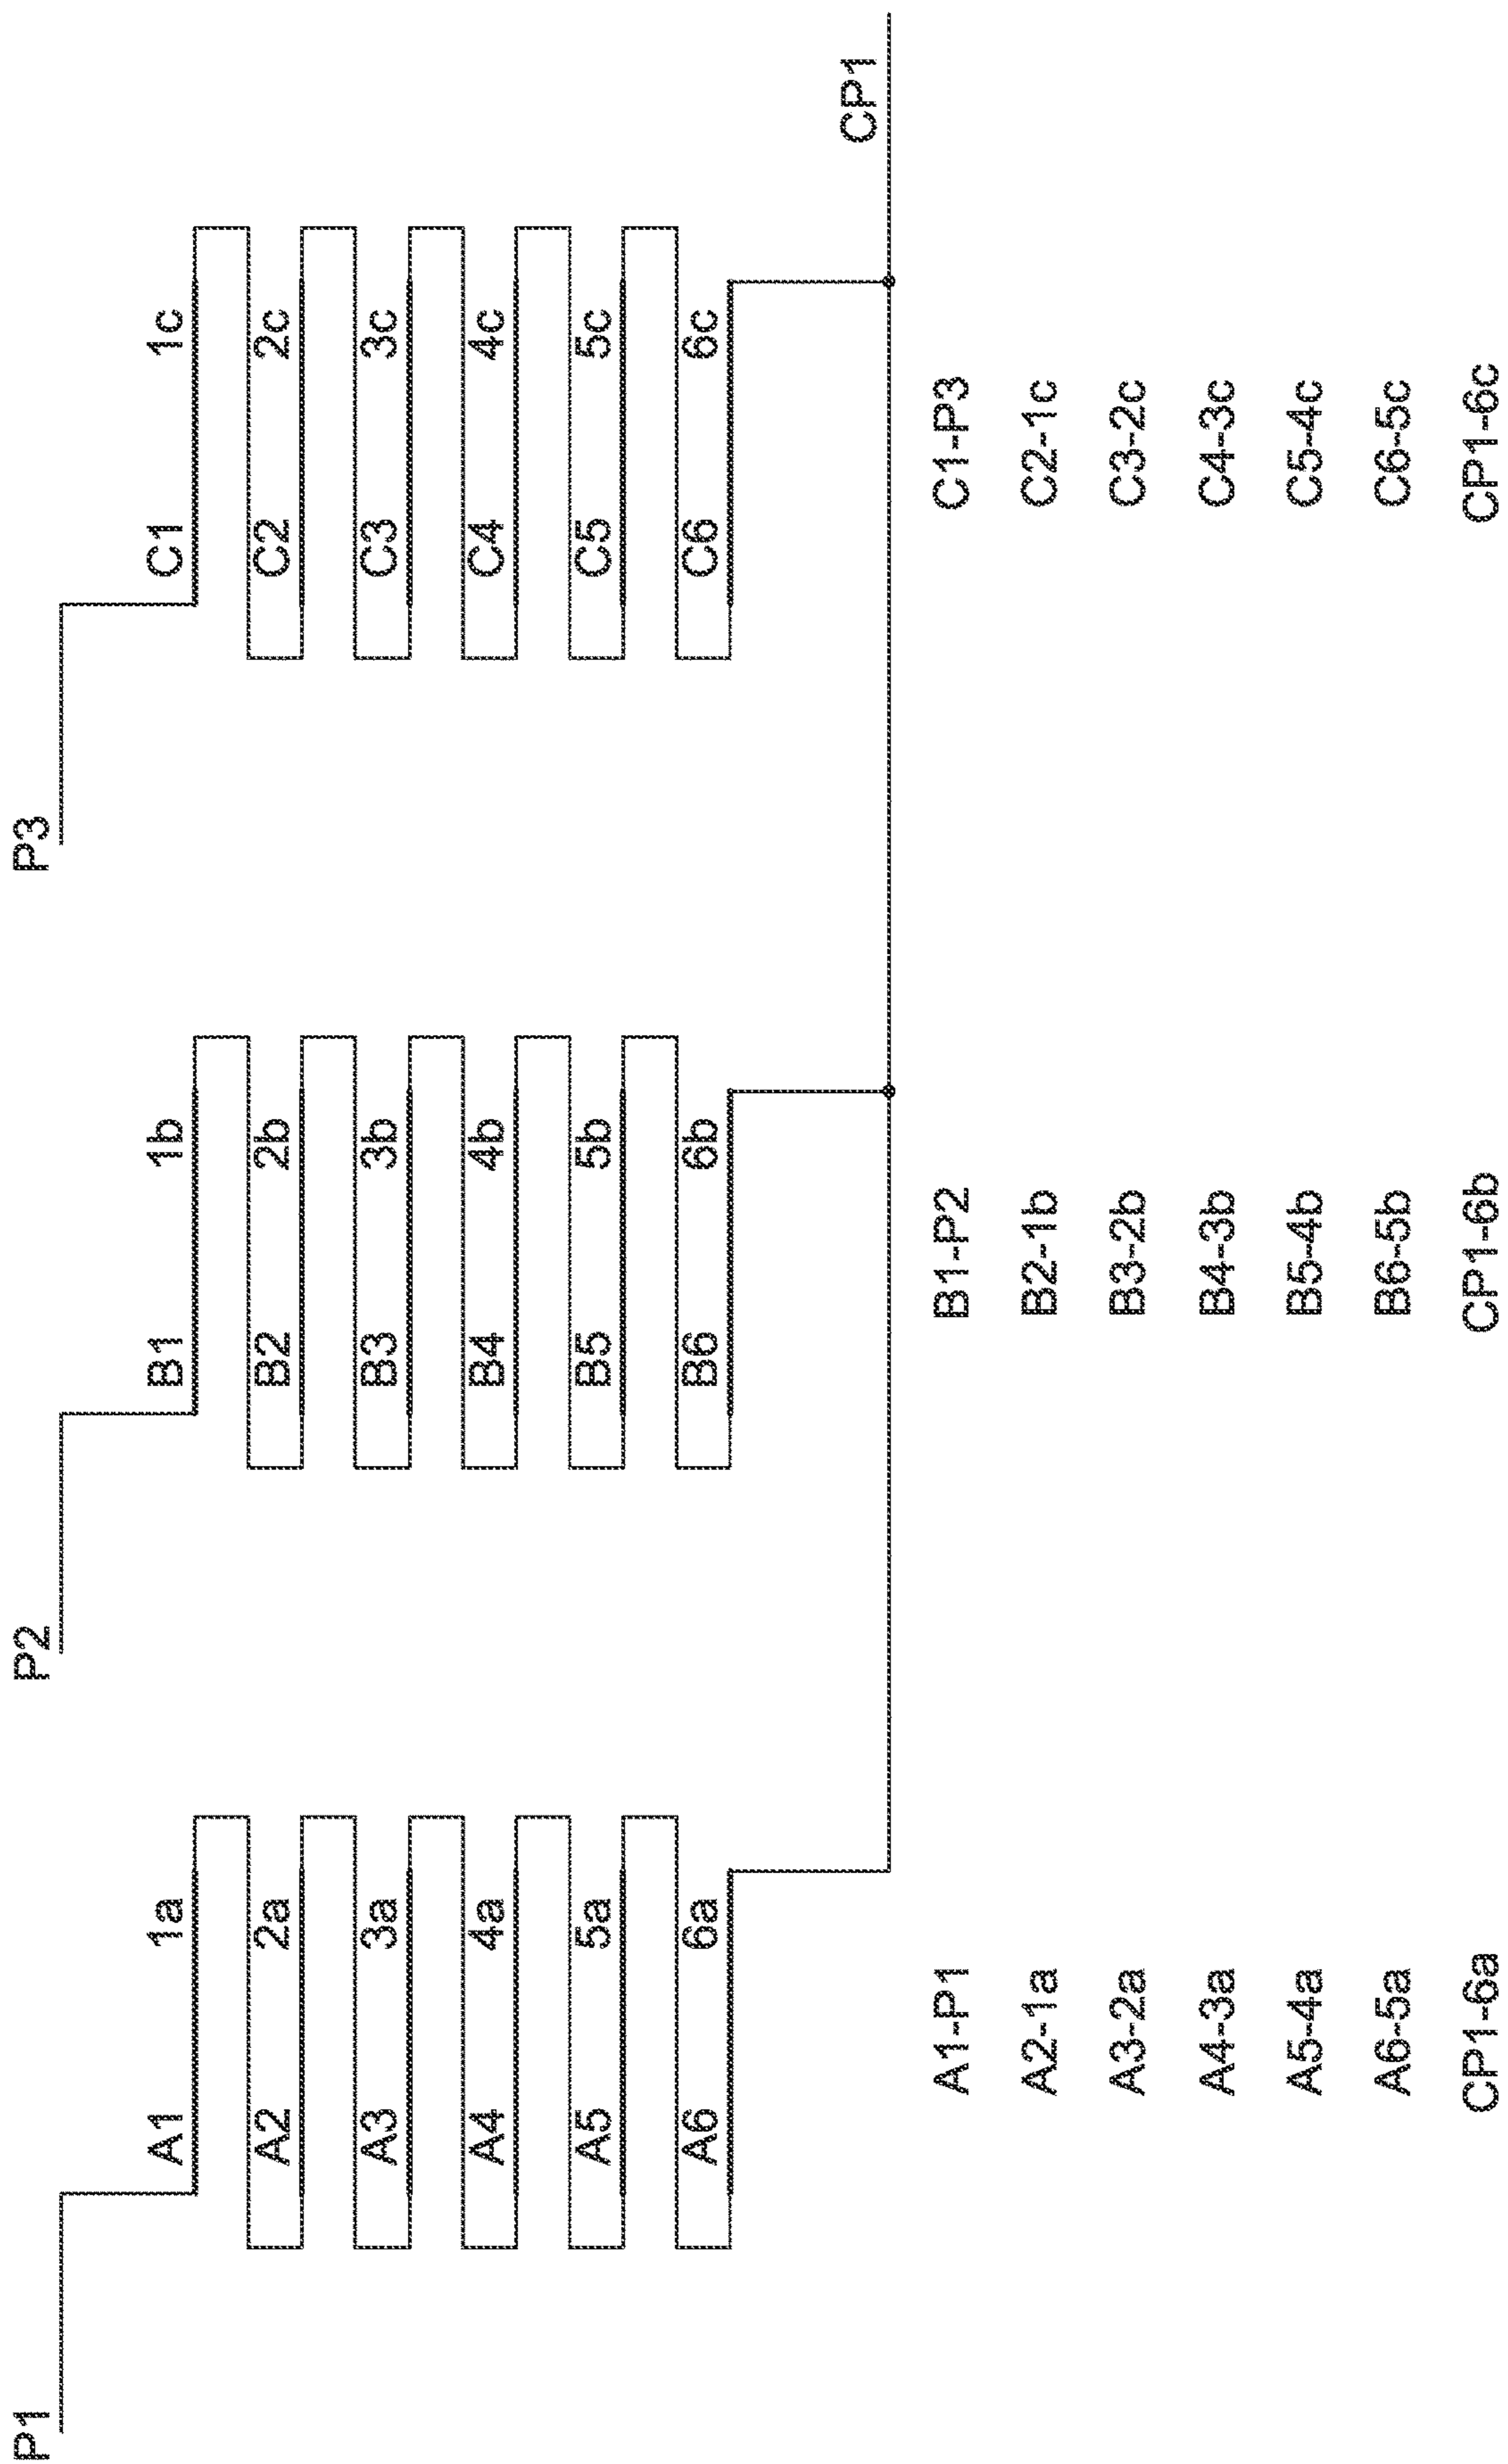 P1 P2 P3
A1 1a B1 1b C1 1c
A2 2a B2 2b C2 2c
A3 3a B3 3b C3 3c
A4 4a B4 4b C4 4c
A5 5a B5 5b C5 5c
A6 6a B6 6b C6 6c
CP1
A1-P1 B1-P2 C1-P3
A2-1a B2-1b C2-1c
A3-2a B3-2b C3-2c
A4-3a B4-3b C4-3c
A5-4a B5-4b C5-4c
A6-5a B6-5b C6-5c
CP1-6a CP1-6b CP1-6c